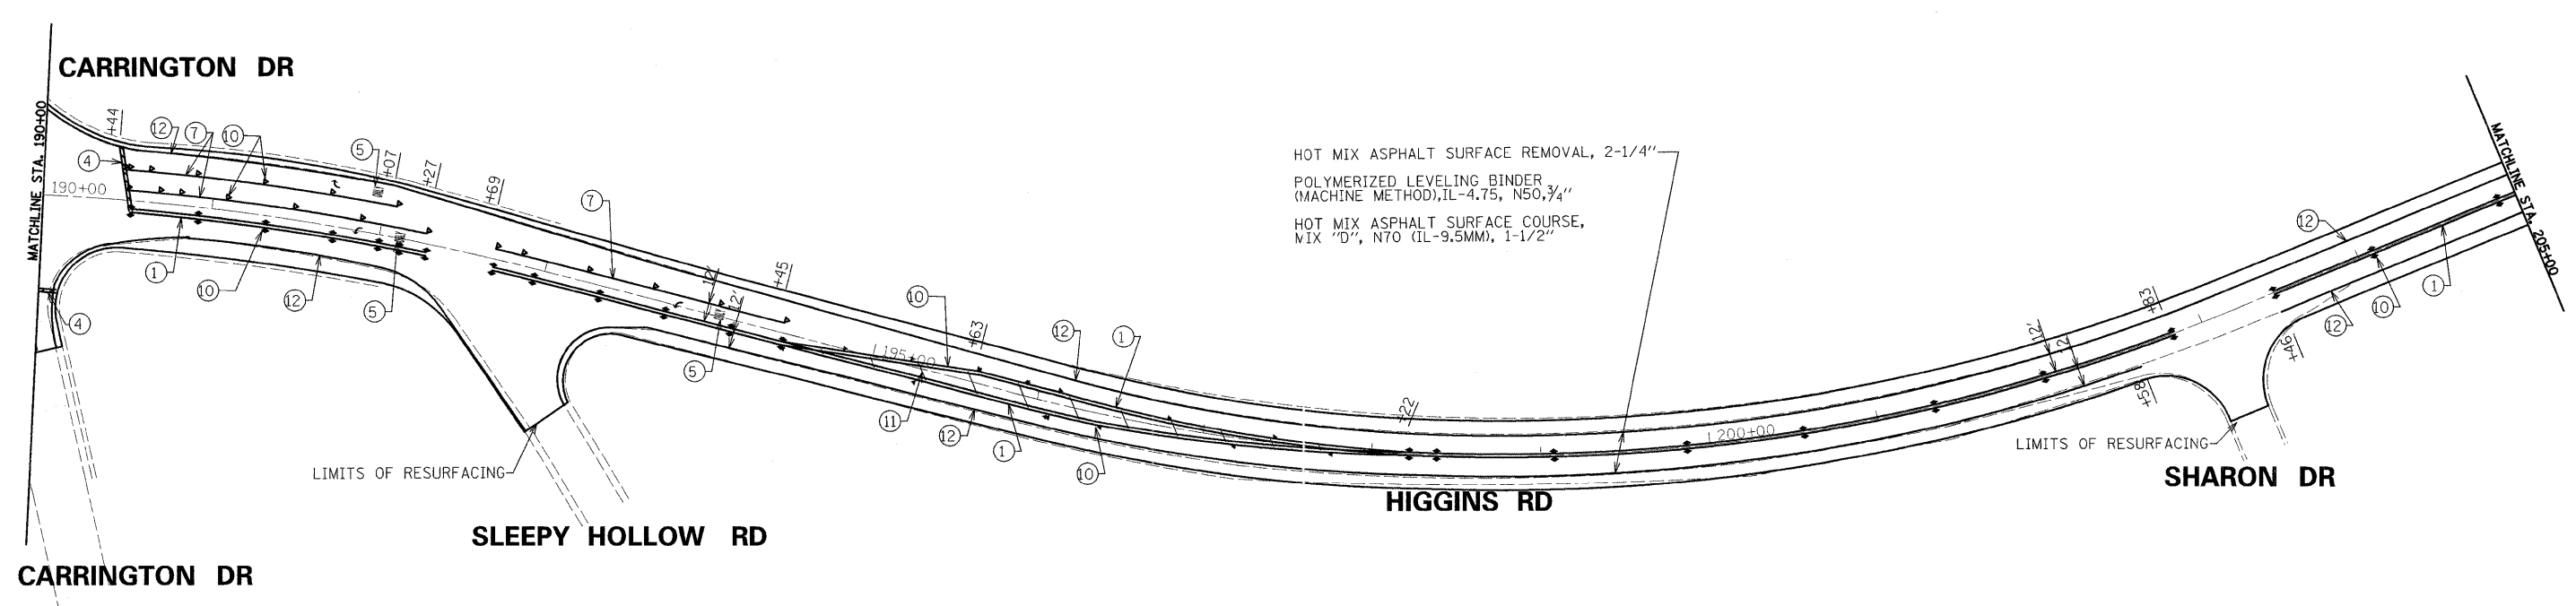 CARRINGTON DR
MATCHLINE STA. 190+00
190+00
+44
12
7
10
4
5
+07
+27
+69
7
1
10
12
5
4
12'
12'
+45
5
10
+63
12
1
195+00
11
12
1
10
HOT MIX ASPHALT SURFACE REMOVAL, 2-1/4"
POLYMERIZED LEVELING BINDER
(MACHINE METHOD),IL-4.75, N50,3/4"
HOT MIX ASPHALT SURFACE COURSE,
MIX "D", N70 (IL-9.5MM), 1-1/2"
+22
200+00
12'
12'
+83
+58
+46
12
1
10
12
MATCHLINE STA. 205+00
LIMITS OF RESURFACING
LIMITS OF RESURFACING
SHARON DR
HIGGINS RD
SLEEPY HOLLOW RD
CARRINGTON DR